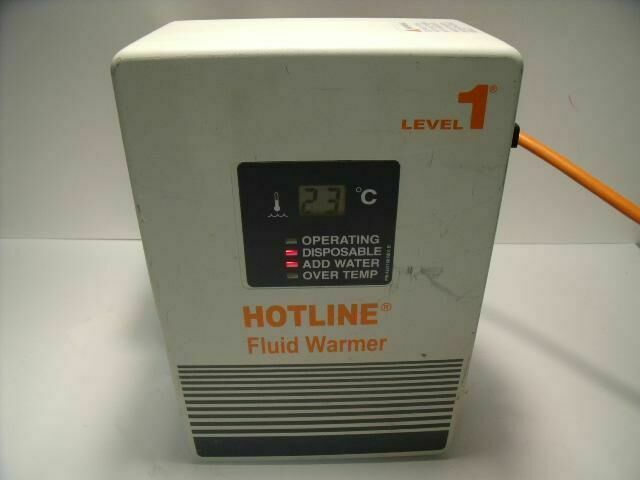 LEVEL 1®
23 °C
OPERATING
DISPOSABLE
ADD WATER
OVER TEMP
HOTLINE®
Fluid Warmer